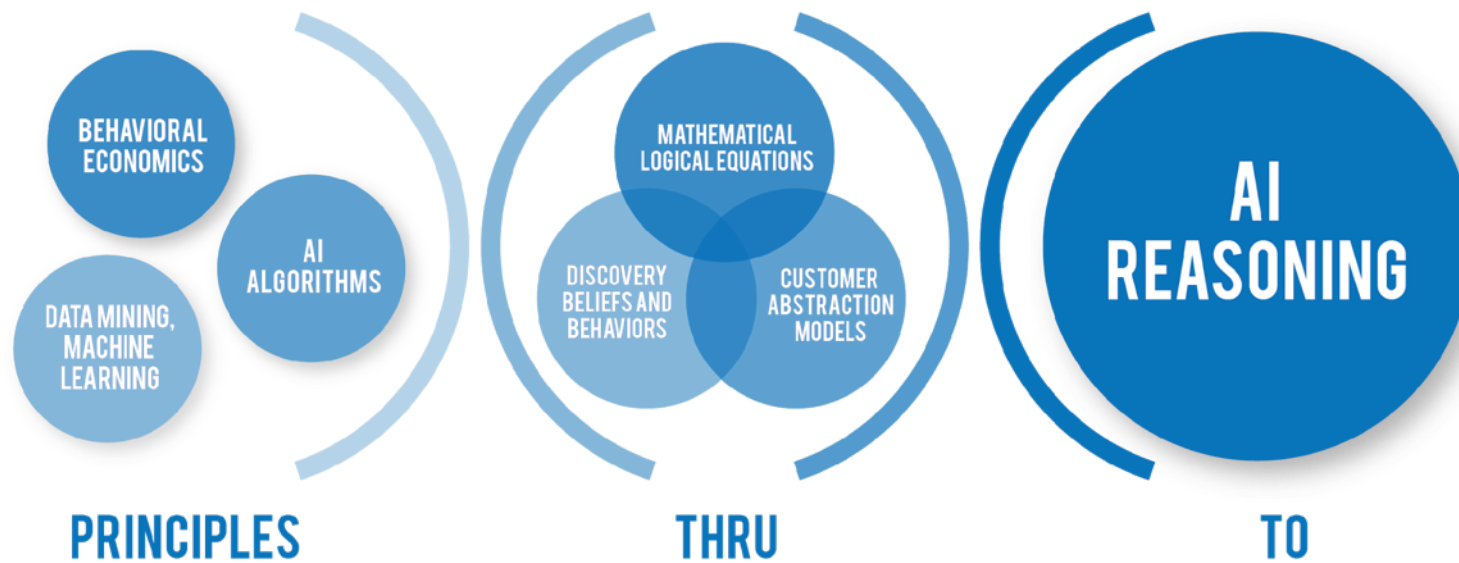 BEHAVIORAL
ECONOMICS
AI
ALGORITHMS
DATA MINING,
MACHINE
LEARNING
MATHEMATICAL
LOGICAL EQUATIONS
DISCOVERY
BELIEFS AND
BEHAVIORS
CUSTOMER
ABSTRACTION
MODELS
AI
REASONING
PRINCIPLES
THRU
TO